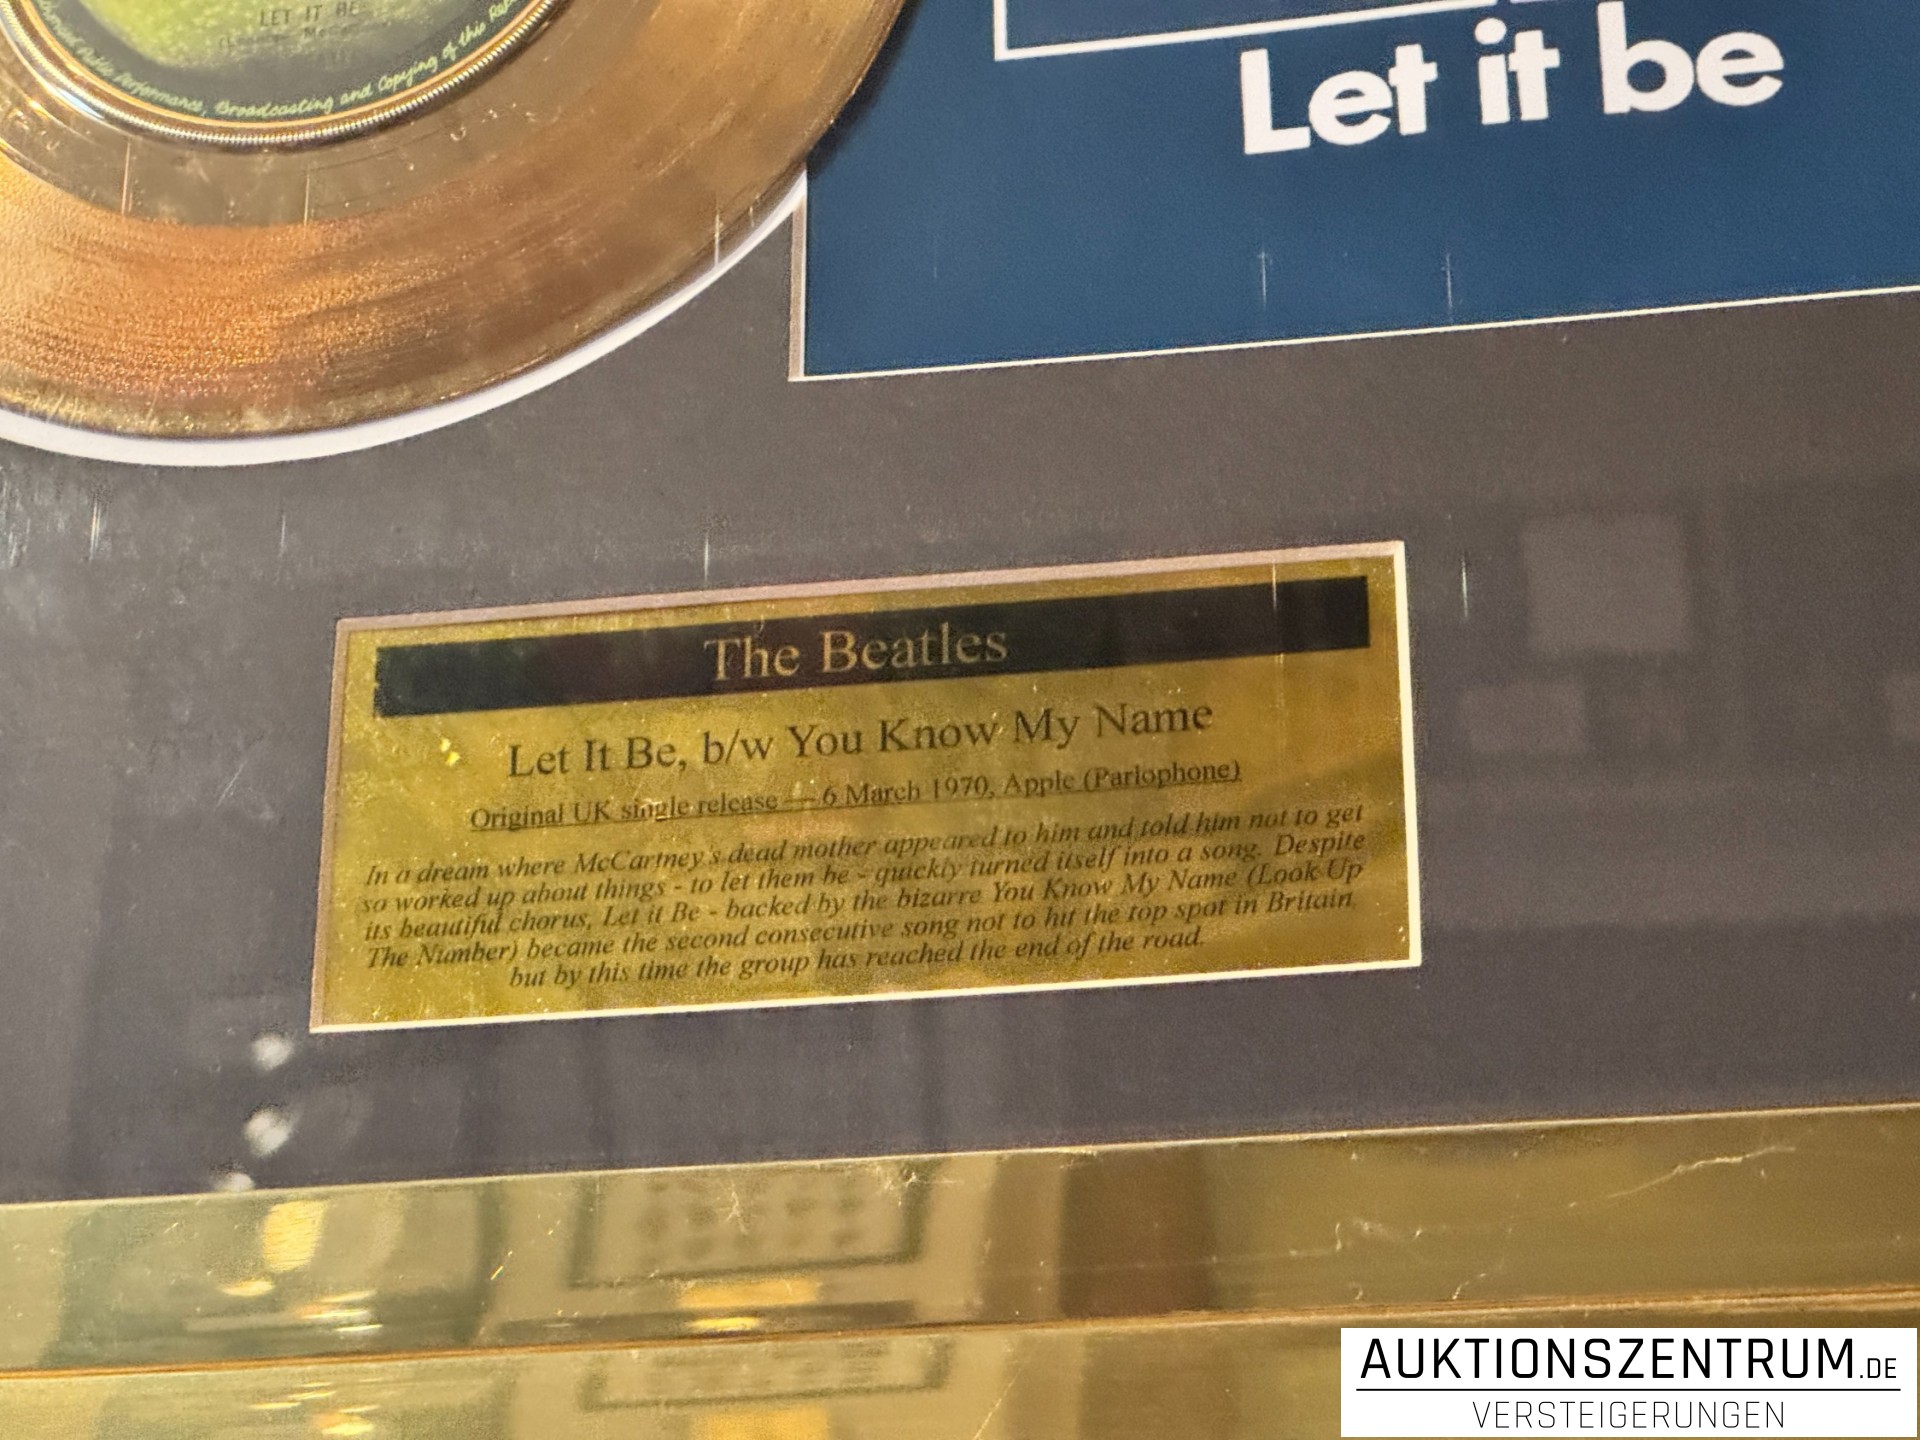 LET IT BE
Public Performance, Broadcasting and Copying of this Rec
Let it be
The Beatles
Let It Be, b/w You Know My Name
Original UK single release — 6 March 1970, Apple (Parlophone)
In a dream where McCartney's dead mother appeared to him and told him not to get
so worked up about things - to let them be - quickly turned itself into a song. Despite
its beautiful chorus, Let it Be - backed by the bizarre You Know My Name (Look Up
The Number) became the second consecutive song not to hit the top spot in Britain,
but by this time the group has reached the end of the road.
AUKTIONSZENTRUM.DE
VERSTEIGERUNGEN